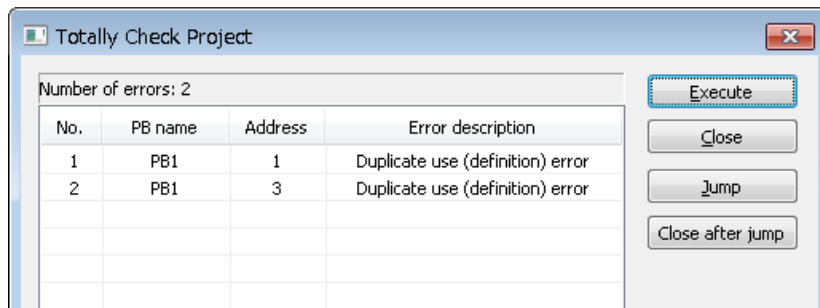 Totally Check Project
Number of errors: 2
Execute
No. PB name Address Error description
Close
1 PB1 1 Duplicate use (definition) error
2 PB1 3 Duplicate use (definition) error
Jump
Close after jump